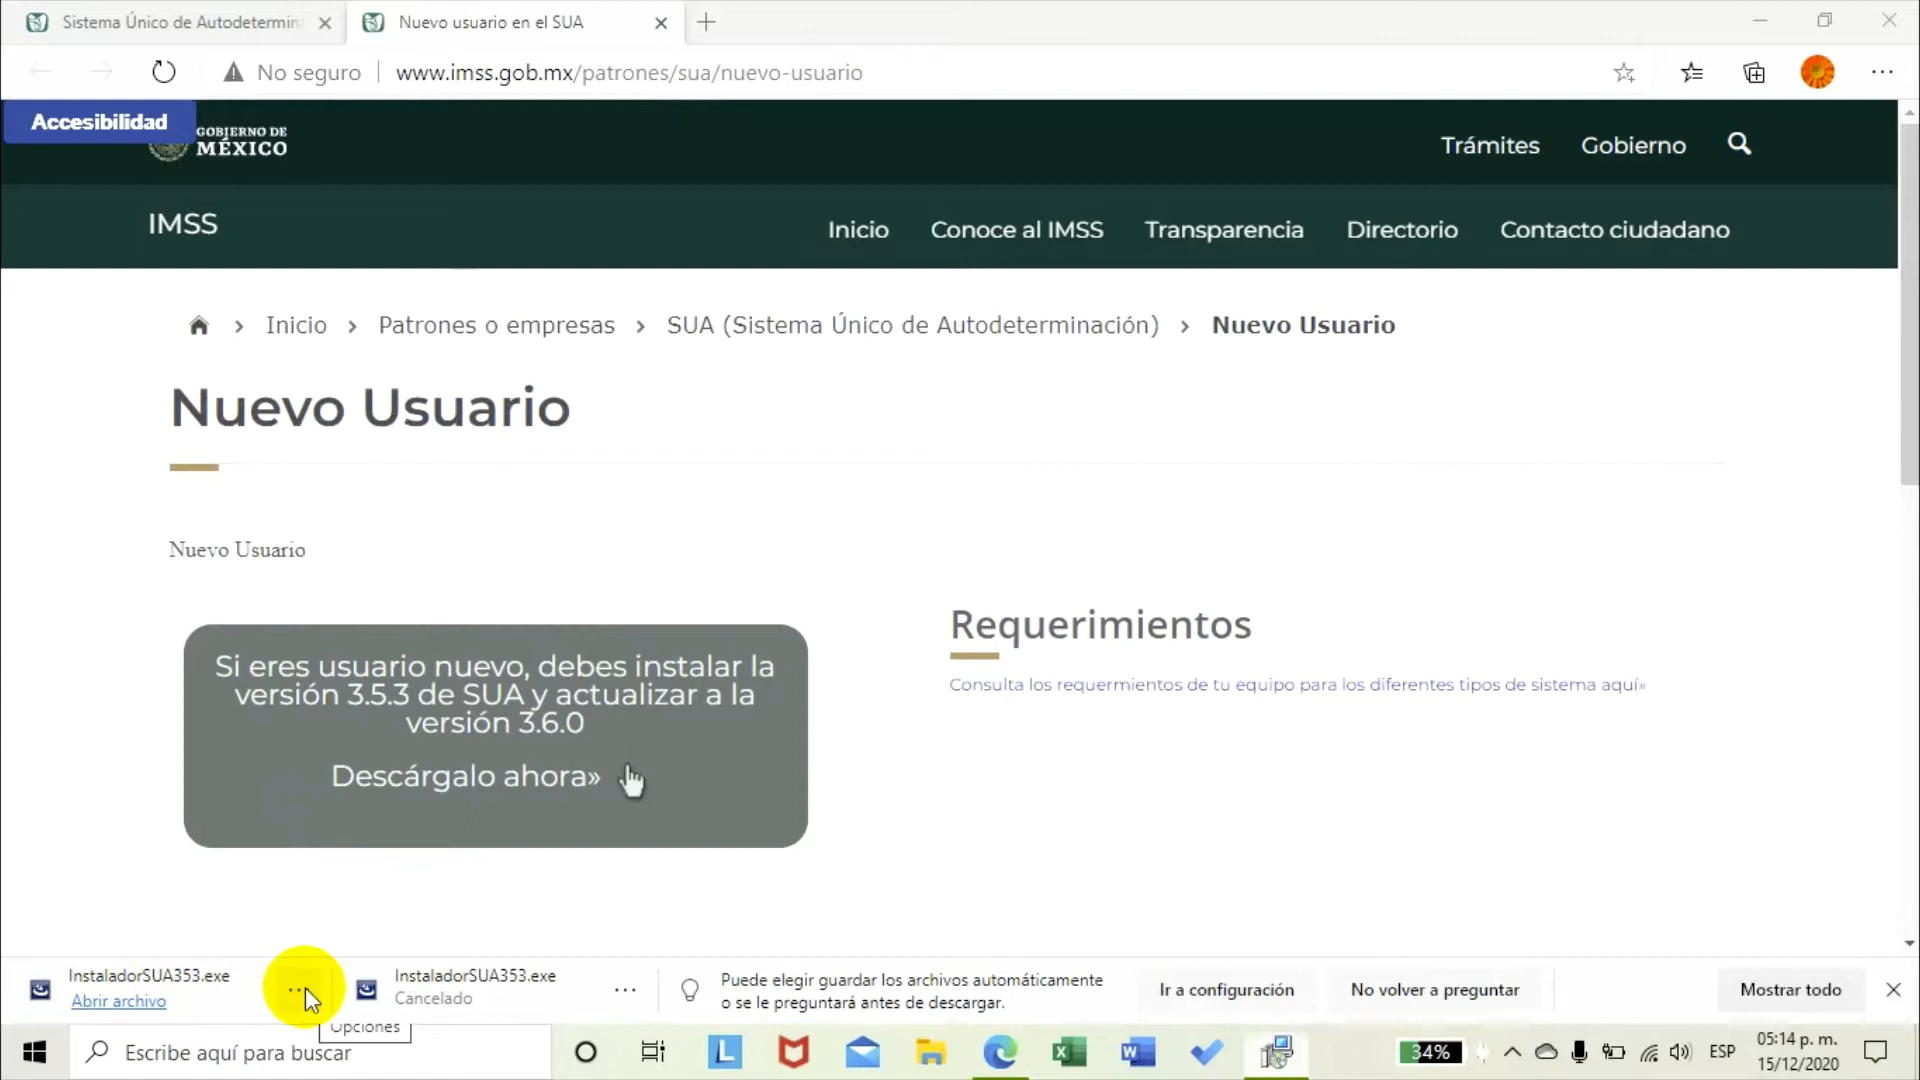 Sistema Único de Autodetermin
Nuevo usuario en el SUA
No seguro
www.imss.gob.mx/patrones/sua/nuevo-usuario
Accesibilidad
GOBIERNO DE
MÉXICO
Trámites
Gobierno
IMSS
Inicio
Conoce al IMSS
Transparencia
Directorio
Contacto ciudadano
Inicio > Patrones o empresas > SUA (Sistema Único de Autodeterminación) > Nuevo Usuario
Nuevo Usuario
Nuevo Usuario
Si eres usuario nuevo, debes instalar la
versión 3.5.3 de SUA y actualizar a la
versión 3.6.0
Descárgalo ahora»
Requerimientos
Consulta los requermientos de tu equipo para los diferentes tipos de sistema aquí»
InstaladorSUA353.exe
Abrir archivo
InstaladorSUA353.exe
Cancelado
Puede elegir guardar los archivos automáticamente
o se le preguntará antes de descargar.
Ir a configuración
No volver a preguntar
Mostrar todo
Opciones
Escribe aquí para buscar
L
34%
ESP
05:14 p. m.
15/12/2020